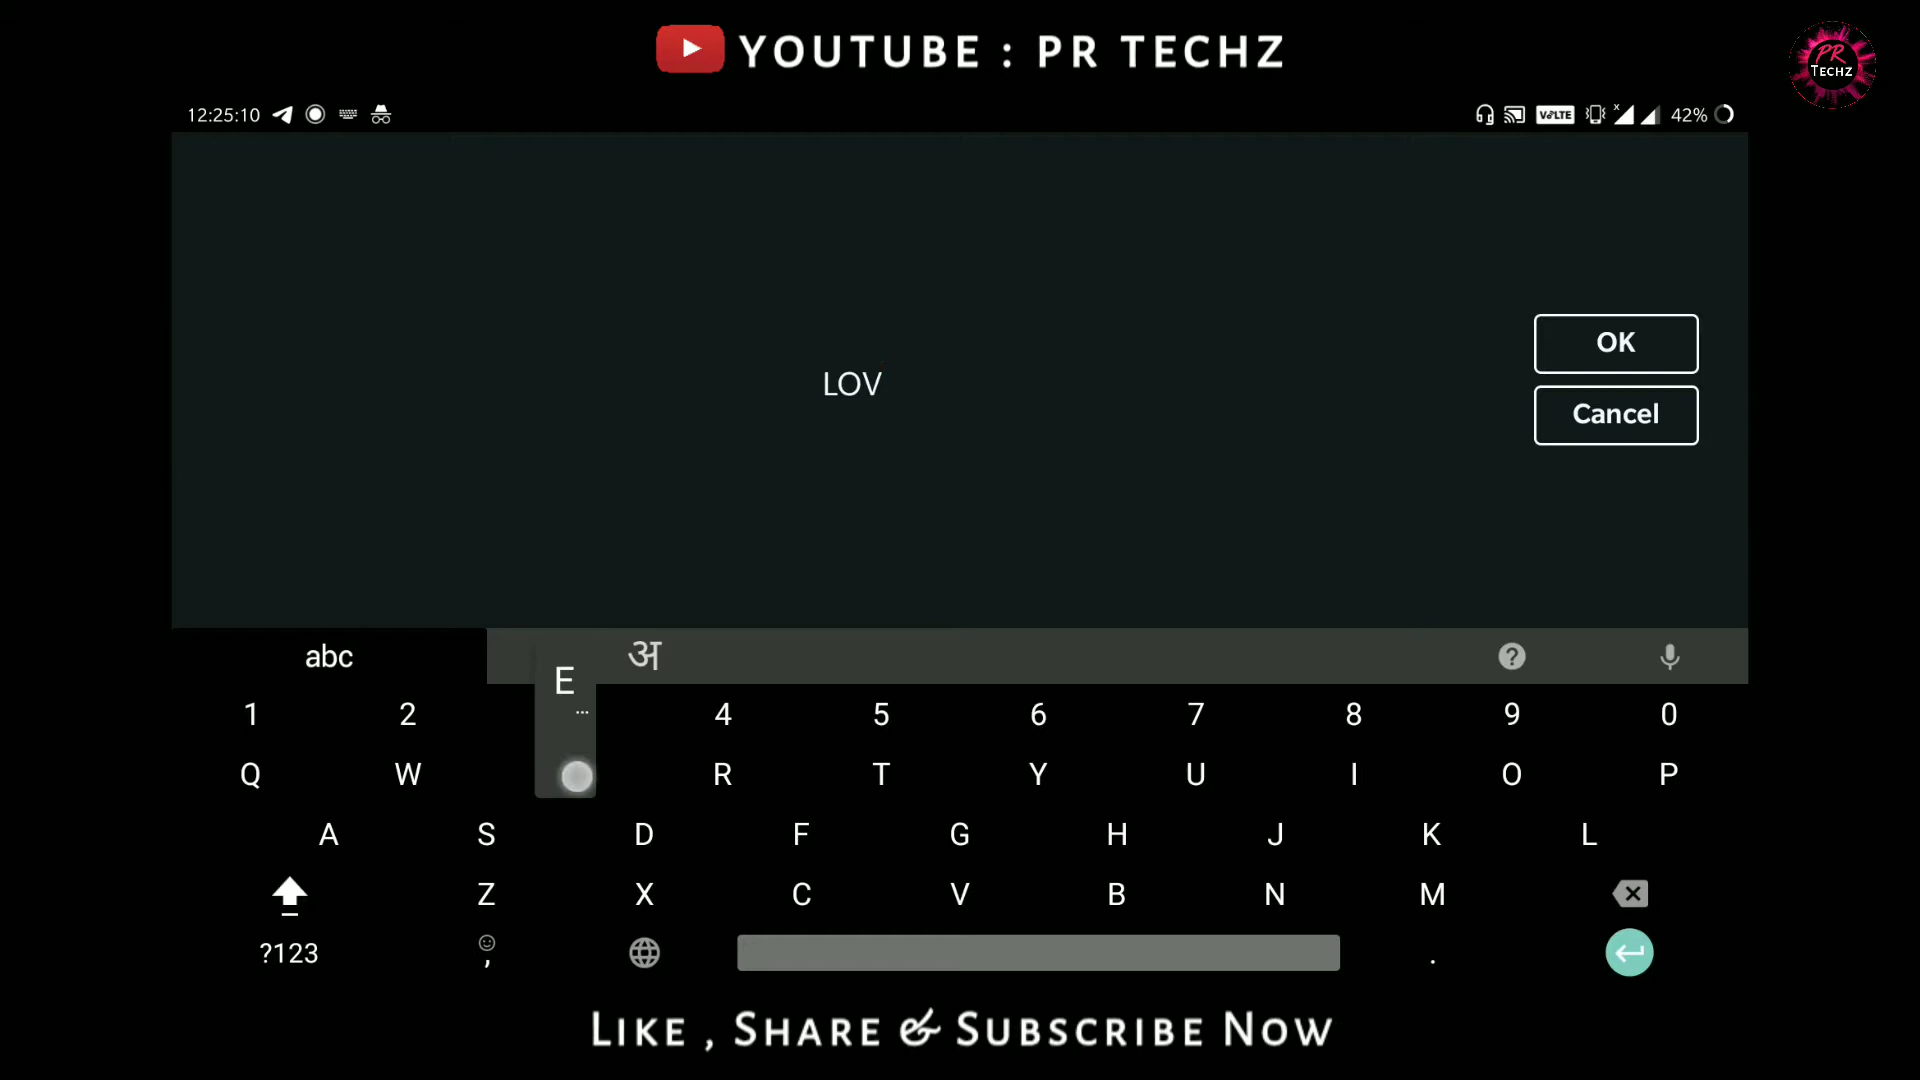 YOUTUBE : PR TECHZ
PR
TECHZ
12:25:10
VoLTE x 42%
OK
LOV
Cancel
abc अ ?
E
...
1 2 4 5 6 7 8 9 0
Q W R T Y U I O P
A S D F G H J K L
Z X C V B N M
?123 , .
LIKE , SHARE & SUBSCRIBE NOW